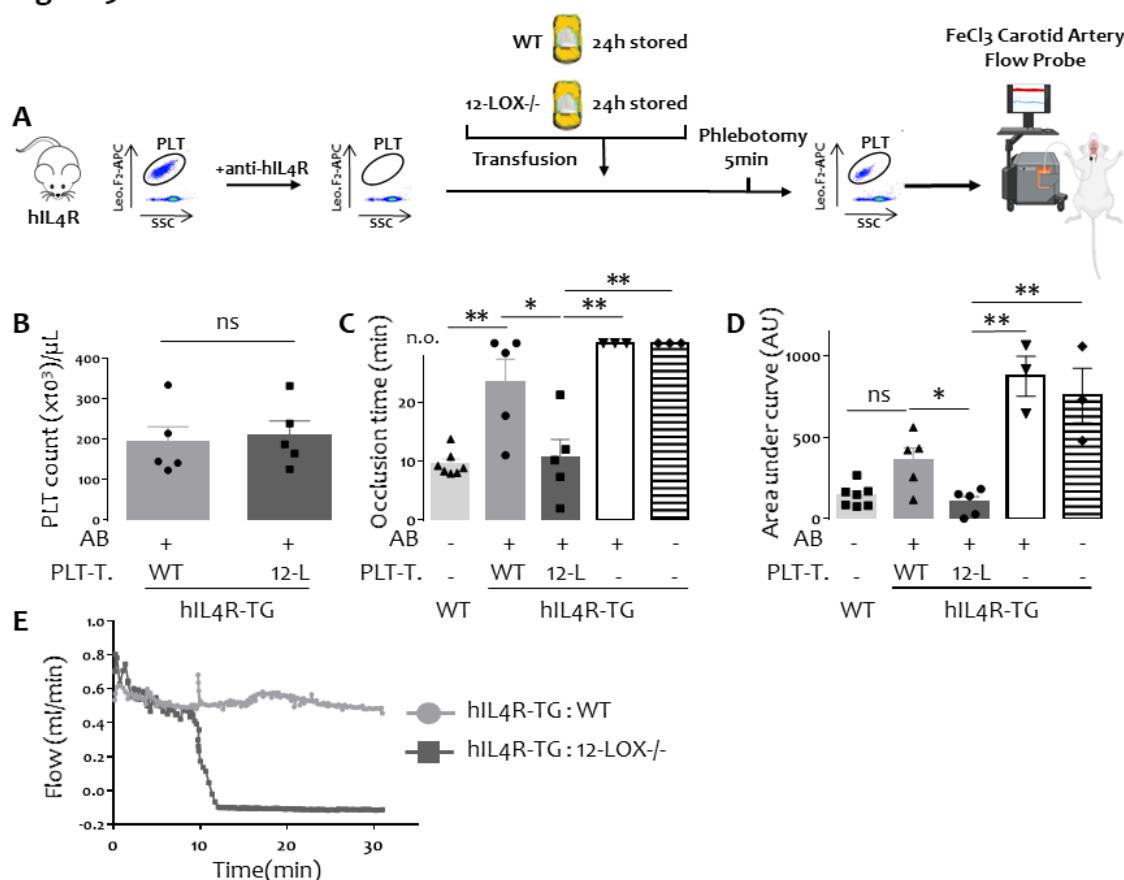 WT 24h stored
12-LOX-/- 24h stored
FeCl3 Carotid Artery
Flow Probe
A
hIL4R
Leo.F2-APC
PLT
SSC
+anti-hIL4R
Leo.F2-APC
PLT
SSC
Transfusion
Phlebotomy
5min
Leo.F2-APC
PLT
SSC
B
PLT count (x10³)/μL
400
300
200
100
0
ns
AB + +
PLT-T. WT 12-L
hIL4R-TG
C
Occlusion time (min)
n.o.
20
10
0
** * ** **
AB - + + + -
PLT-T. - WT 12-L - -
WT hIL4R-TG
D
Area under curve (AU)
1000
500
0
ns * ** **
AB - + + + -
PLT-T. - WT 12-L - -
WT hIL4R-TG
E
Flow (ml/min)
1.0
0.8
0.6
0.4
0.2
0.0
-0.2
0 10 20 30
Time(min)
hIL4R-TG : WT
hIL4R-TG : 12-LOX-/-